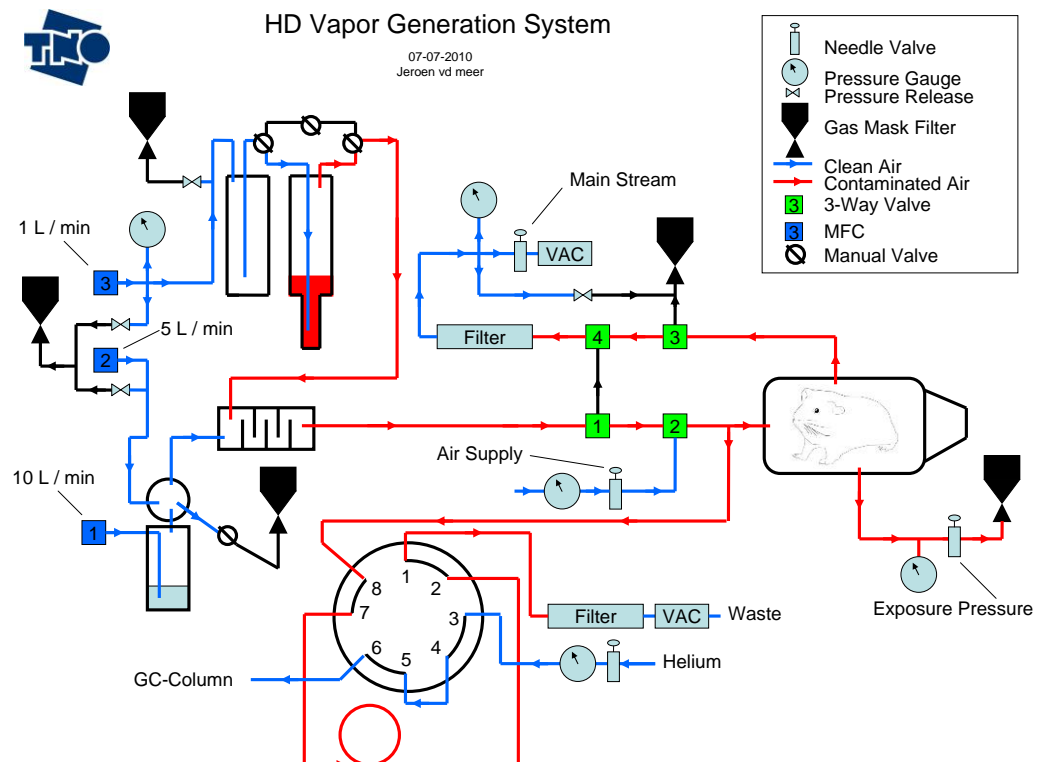 TNO
HD Vapor Generation System
07-07-2010
Jeroen vd meer
Needle Valve
Pressure Gauge
Pressure Release
Gas Mask Filter
Clean Air
Contaminated Air
3 3-Way Valve
3 MFC
Manual Valve
Main Stream
VAC
1 L / min
3
5 L / min
2
Filter
4
3
1
2
Air Supply
10 L / min
1
1
2
3
4
5
6
7
8
Filter
VAC
Waste
Helium
GC-Column
Exposure Pressure